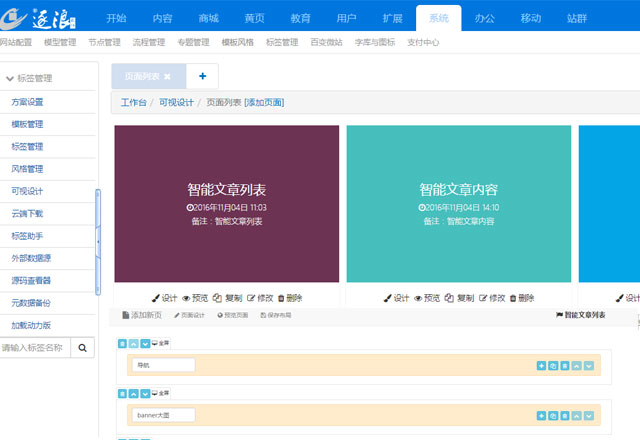 逐浪 开始 内容 商城 黄页 教育 用户 扩展 系统 办公 移动 站群
网站配置 模型管理 节点管理 流程管理 专题管理 模板风格 标签管理 百变微站 字库与图标 支付中心
标签管理
方案设置
模板管理
标签管理
风格管理
可视设计
云端下载
标签助手
外部数据源
源码查看器
元数据备份
加载动力版
请输入标签名称
页面列表
工作台 / 可视设计 / 页面列表 [添加页面]
智能文章列表
2016年11月04日 11:03
备注:智能文章列表
设计 预览 复制 修改 删除
智能文章内容
2016年11月04日 14:10
备注:智能文章内容
设计 预览 复制 修改 删除
设计
添加新页 页面设计 预览页面 保存布局 智能文章列表
全屏
导航
全屏
banner大图